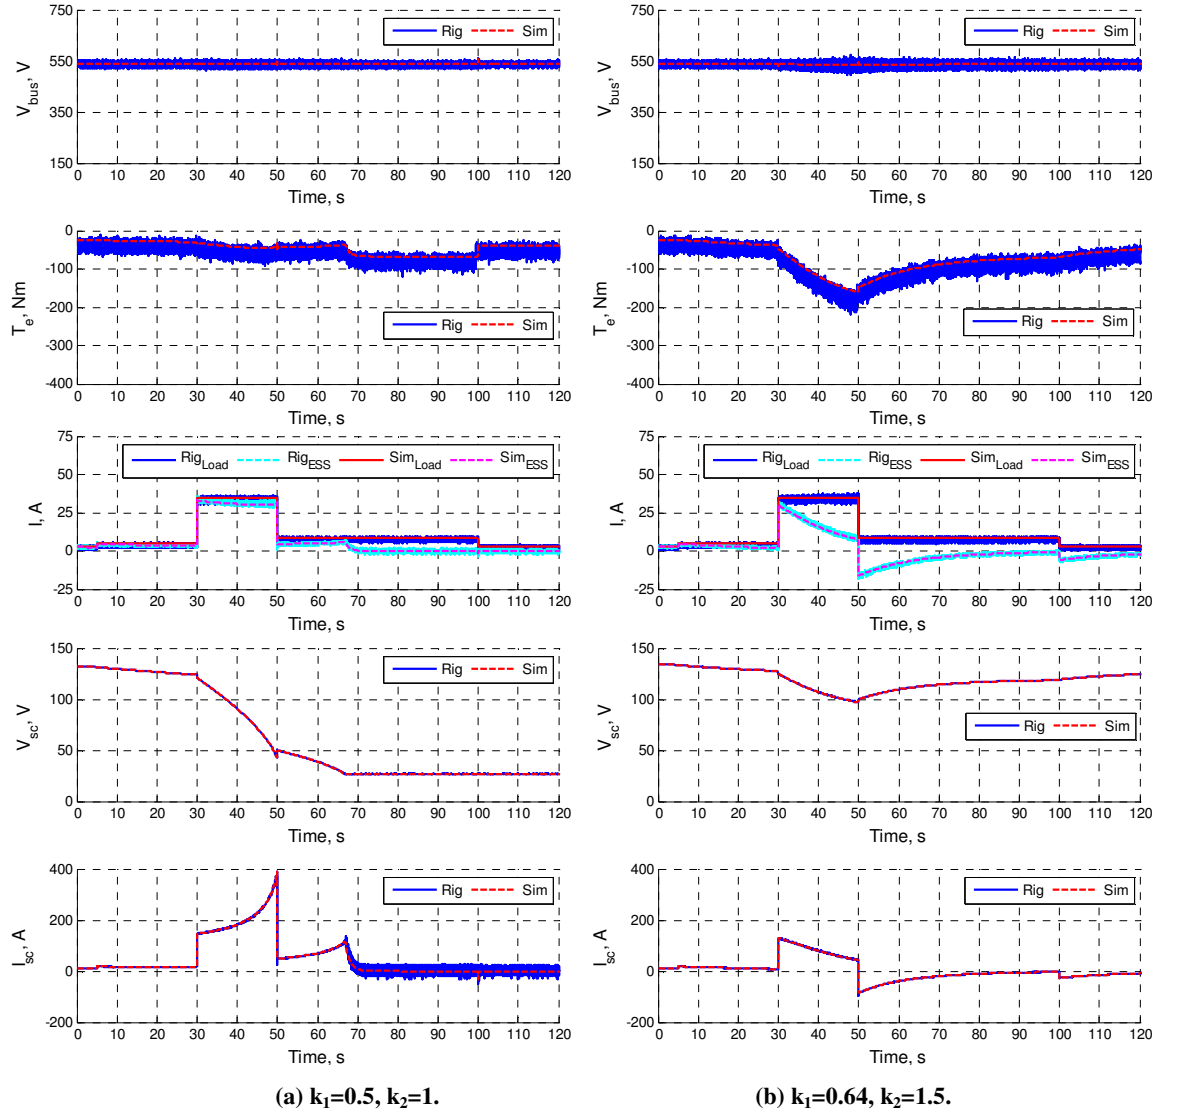 750
550
350
150
V_bus, V
Rig Sim
0 10 20 30 40 50 60 70 80 90 100 110 120
Time, s
750
550
350
150
V_bus, V
Rig Sim
0 10 20 30 40 50 60 70 80 90 100 110 120
Time, s
0
-100
-200
-300
-400
T_e, Nm
Rig Sim
0 10 20 30 40 50 60 70 80 90 100 110 120
Time, s
0
-100
-200
-300
-400
T_e, Nm
Rig Sim
0 10 20 30 40 50 60 70 80 90 100 110 120
Time, s
75
50
25
0
-25
I, A
Rig_Load Rig_ESS Sim_Load Sim_ESS
0 10 20 30 40 50 60 70 80 90 100 110 120
Time, s
75
50
25
0
-25
I, A
Rig_Load Rig_ESS Sim_Load Sim_ESS
0 10 20 30 40 50 60 70 80 90 100 110 120
Time, s
150
100
50
0
V_sc, V
Rig Sim
0 10 20 30 40 50 60 70 80 90 100 110 120
Time, s
150
100
50
0
V_sc, V
Rig Sim
0 10 20 30 40 50 60 70 80 90 100 110 120
Time, s
400
200
0
-200
I_sc, A
Rig Sim
0 10 20 30 40 50 60 70 80 90 100 110 120
Time, s
400
200
0
-200
I_sc, A
Rig Sim
0 10 20 30 40 50 60 70 80 90 100 110 120
Time, s
(a) k₁=0.5, k₂=1.
(b) k₁=0.64, k₂=1.5.